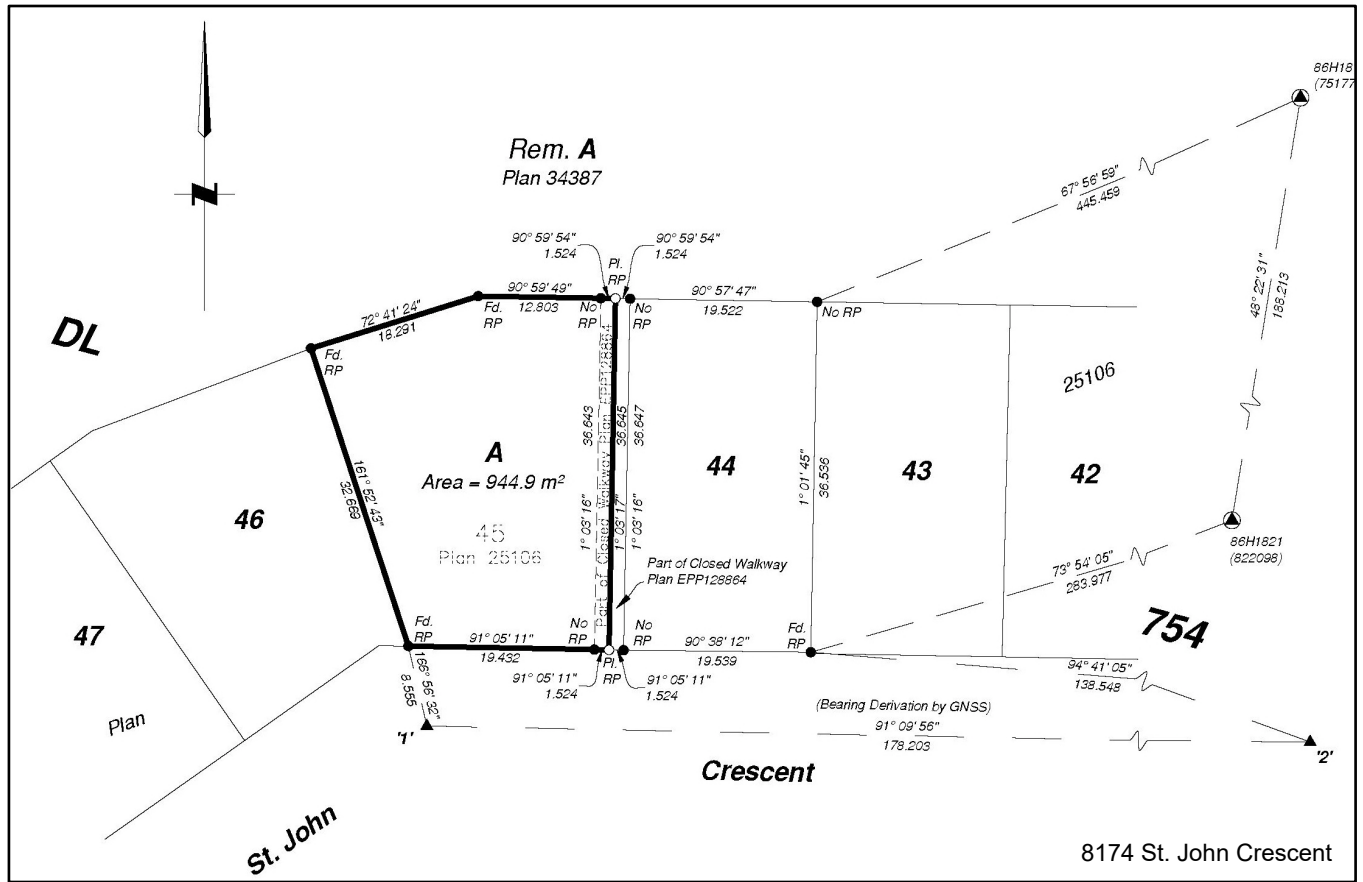 86H18
(75177
Rem. A
Plan 34387
67° 56' 59"
445.459
48° 22' 31"
188.213
90° 59' 54"
1.524
90° 59' 54"
1.524
Pl.
RP
90° 59' 49"
12.803
Fd.
RP
No
RP
No
RP
90° 57' 47"
19.522
No RP
72° 41' 24"
18.291
DL
Fd.
RP
25106
Part of Closed Walkway Plan EPP128864
36.643
36.645
36.647
1° 03' 16"
1° 03' 17"
1° 03' 16"
A
Area = 944.9 m²
45
Plan 25106
44
1° 01' 45"
36.536
43
42
161° 52' 43"
32.669
46
86H1821
(822098)
Part of Closed Walkway
Plan EPP128864
73° 54' 05"
283.977
47
Fd.
RP
91° 05' 11"
19.432
No
RP
No
RP
90° 38' 12"
19.539
Fd.
RP
754
166° 56' 32"
8.555
91° 05' 11"
1.524
Pl.
RP
91° 05' 11"
1.524
94° 41' 05"
138.548
Plan
(Bearing Derivation by GNSS)
91° 09' 56"
178.203
'1'
'2'
Crescent
St. John
8174 St. John Crescent